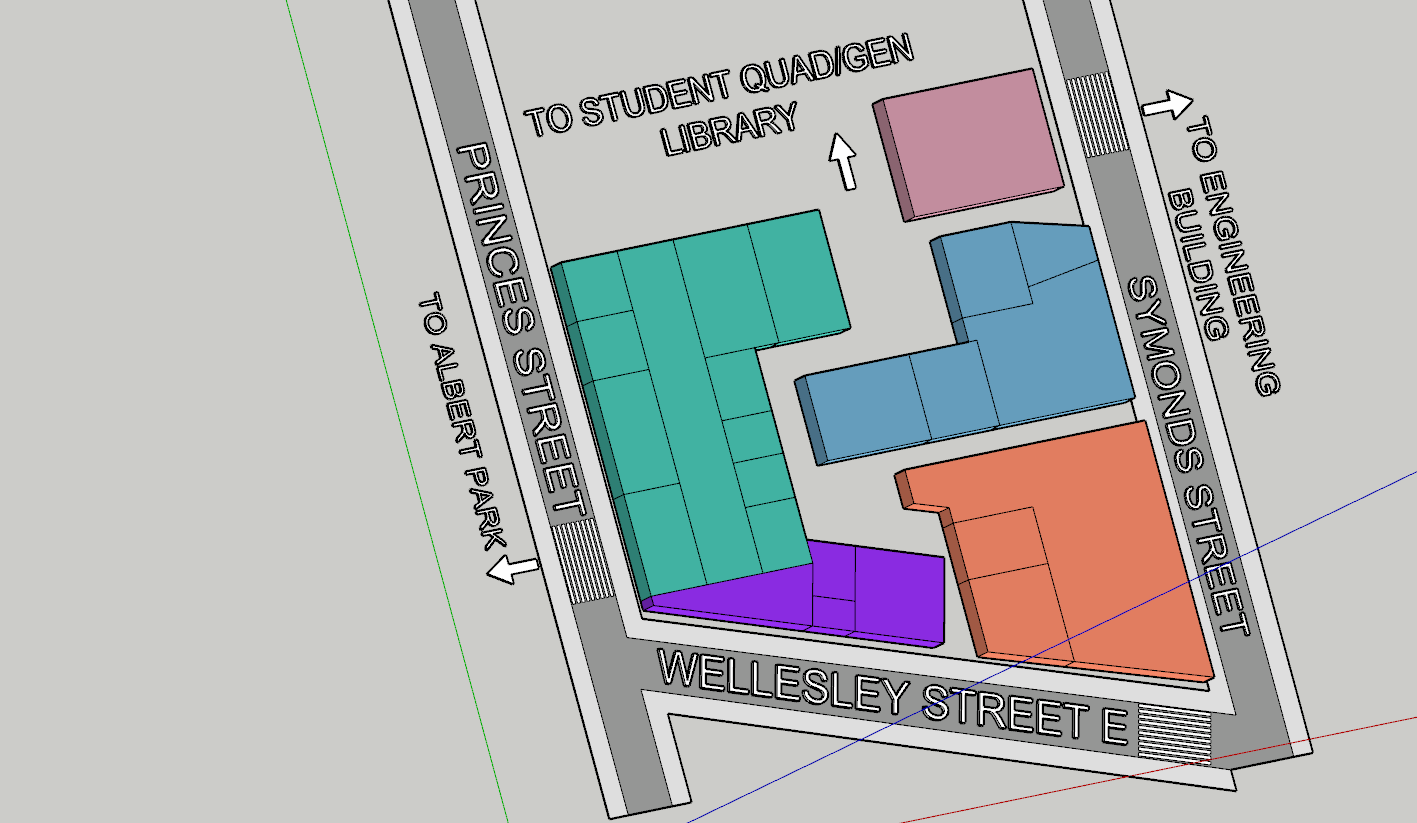 TO STUDENT QUAD/GEN
LIBRARY
PRINCES STREET
TO ALBERT PARK
TO ENGINEERING
BUILDING
SYMONDS STREET
WELLESLEY STREET E